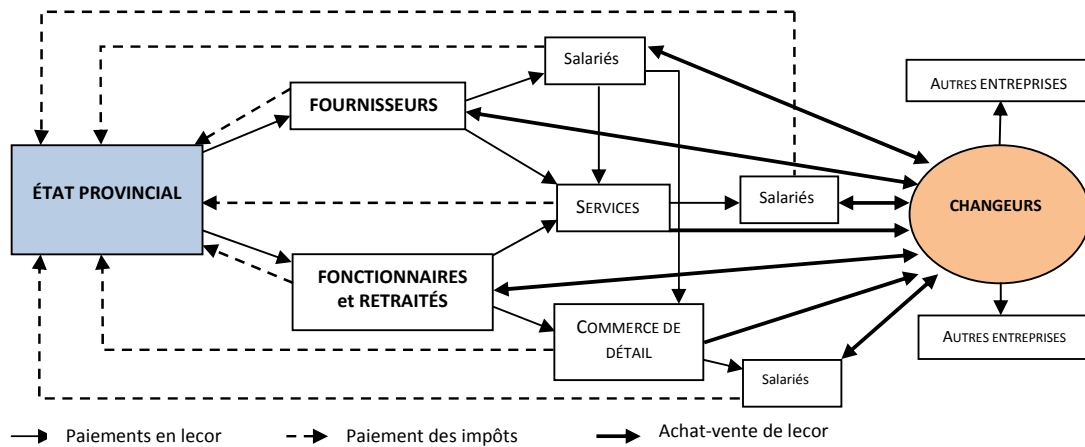 Salariés
AUTRES ENTREPRISES
FOURNISSEURS
ÉTAT PROVINCIAL
SERVICES
Salariés
CHANGEURS
FONCTIONNAIRES
et RETRAITÉS
COMMERCE DE
DÉTAIL
AUTRES ENTREPRISES
Salariés
Paiements en lecor
Paiement des impôts
Achat-vente de lecor